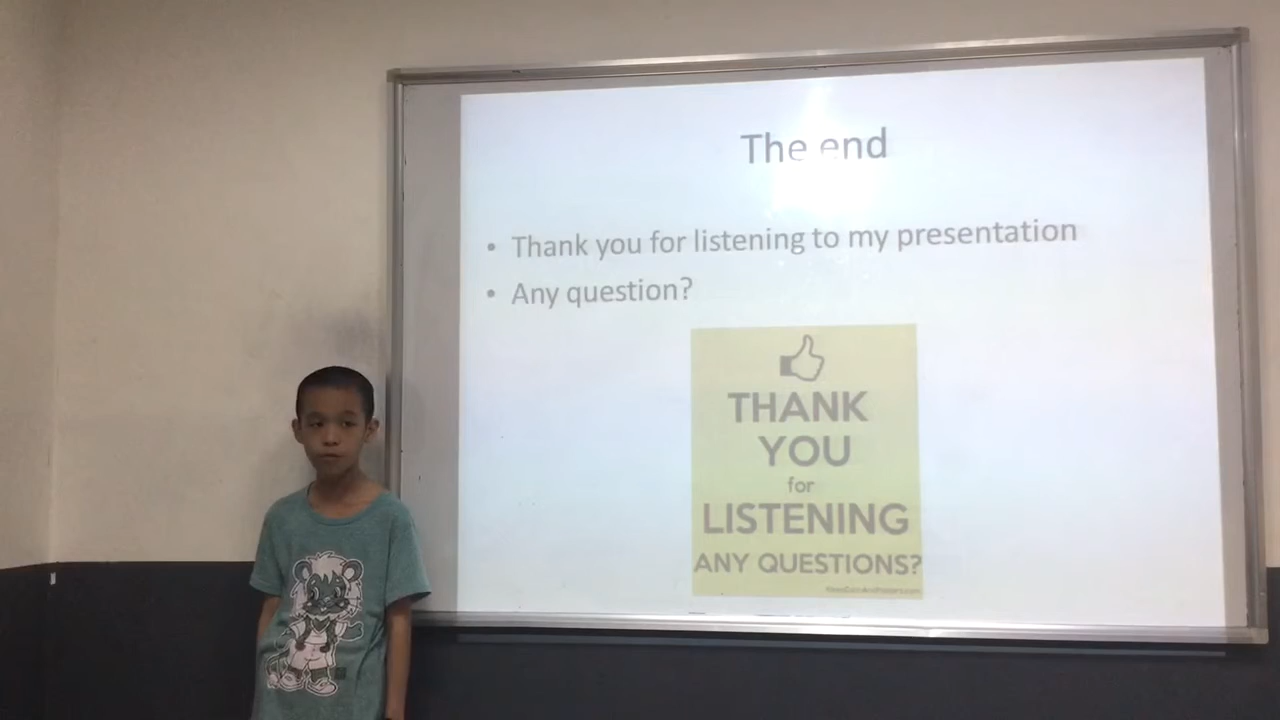 The end
• Thank you for listening to my presentation
• Any question?
THANK
YOU
for
LISTENING
ANY QUESTIONS?